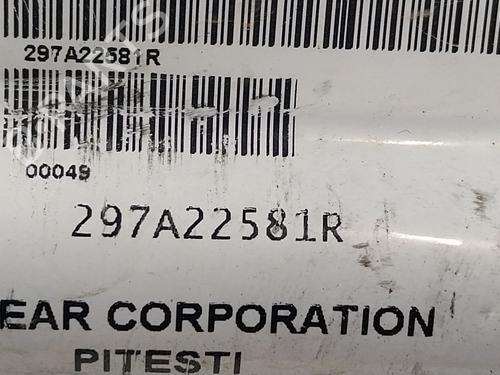 297A22581R
00049
297A22581R
EAR CORPORATION
PITESTI